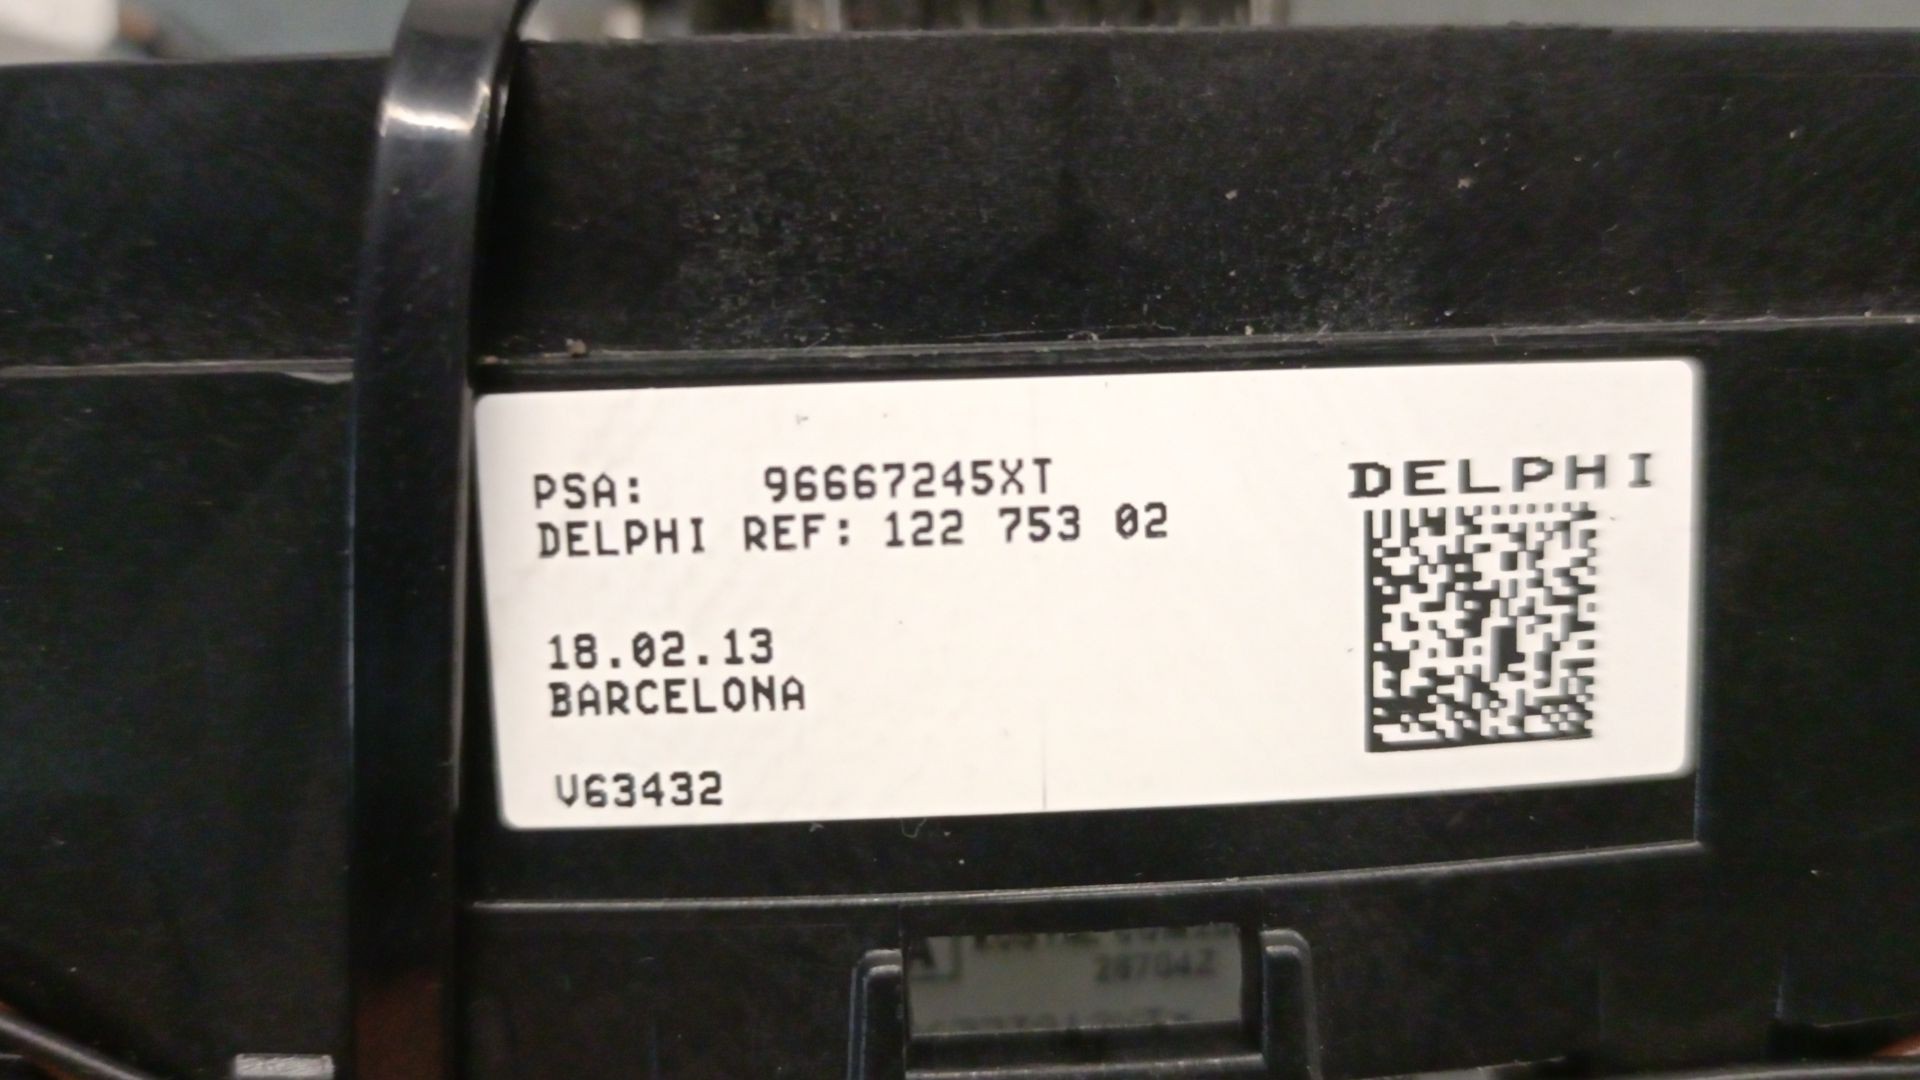 PSA: 96667245XT
DELPHI REF: 122 753 02
DELPHI
18.02.13
BARCELONA
V63432